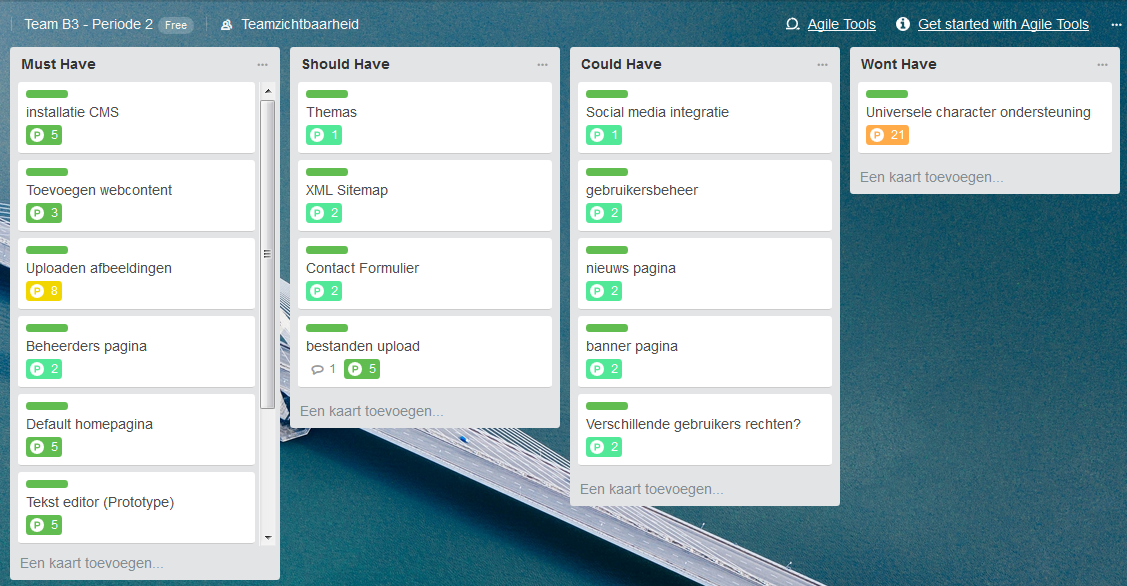 Team B3 - Periode 2 Free Teamzichtbaarheid Agile Tools Get started with Agile Tools ...
Must Have ...
installatie CMS
P 5
Toevoegen webcontent
P 3
Uploaden afbeeldingen
P 8
Beheerders pagina
P 2
Default homepagina
P 5
Tekst editor (Prototype)
P 5
Een kaart toevoegen...
Should Have ...
Themas
P 1
XML Sitemap
P 2
Contact Formulier
P 2
bestanden upload
1 P 5
Een kaart toevoegen...
Could Have ...
Social media integratie
P 1
gebruikersbeheer
P 2
nieuws pagina
P 2
banner pagina
P 2
Verschillende gebruikers rechten?
P 2
Een kaart toevoegen...
Wont Have ...
Universele character ondersteuning
P 21
Een kaart toevoegen...